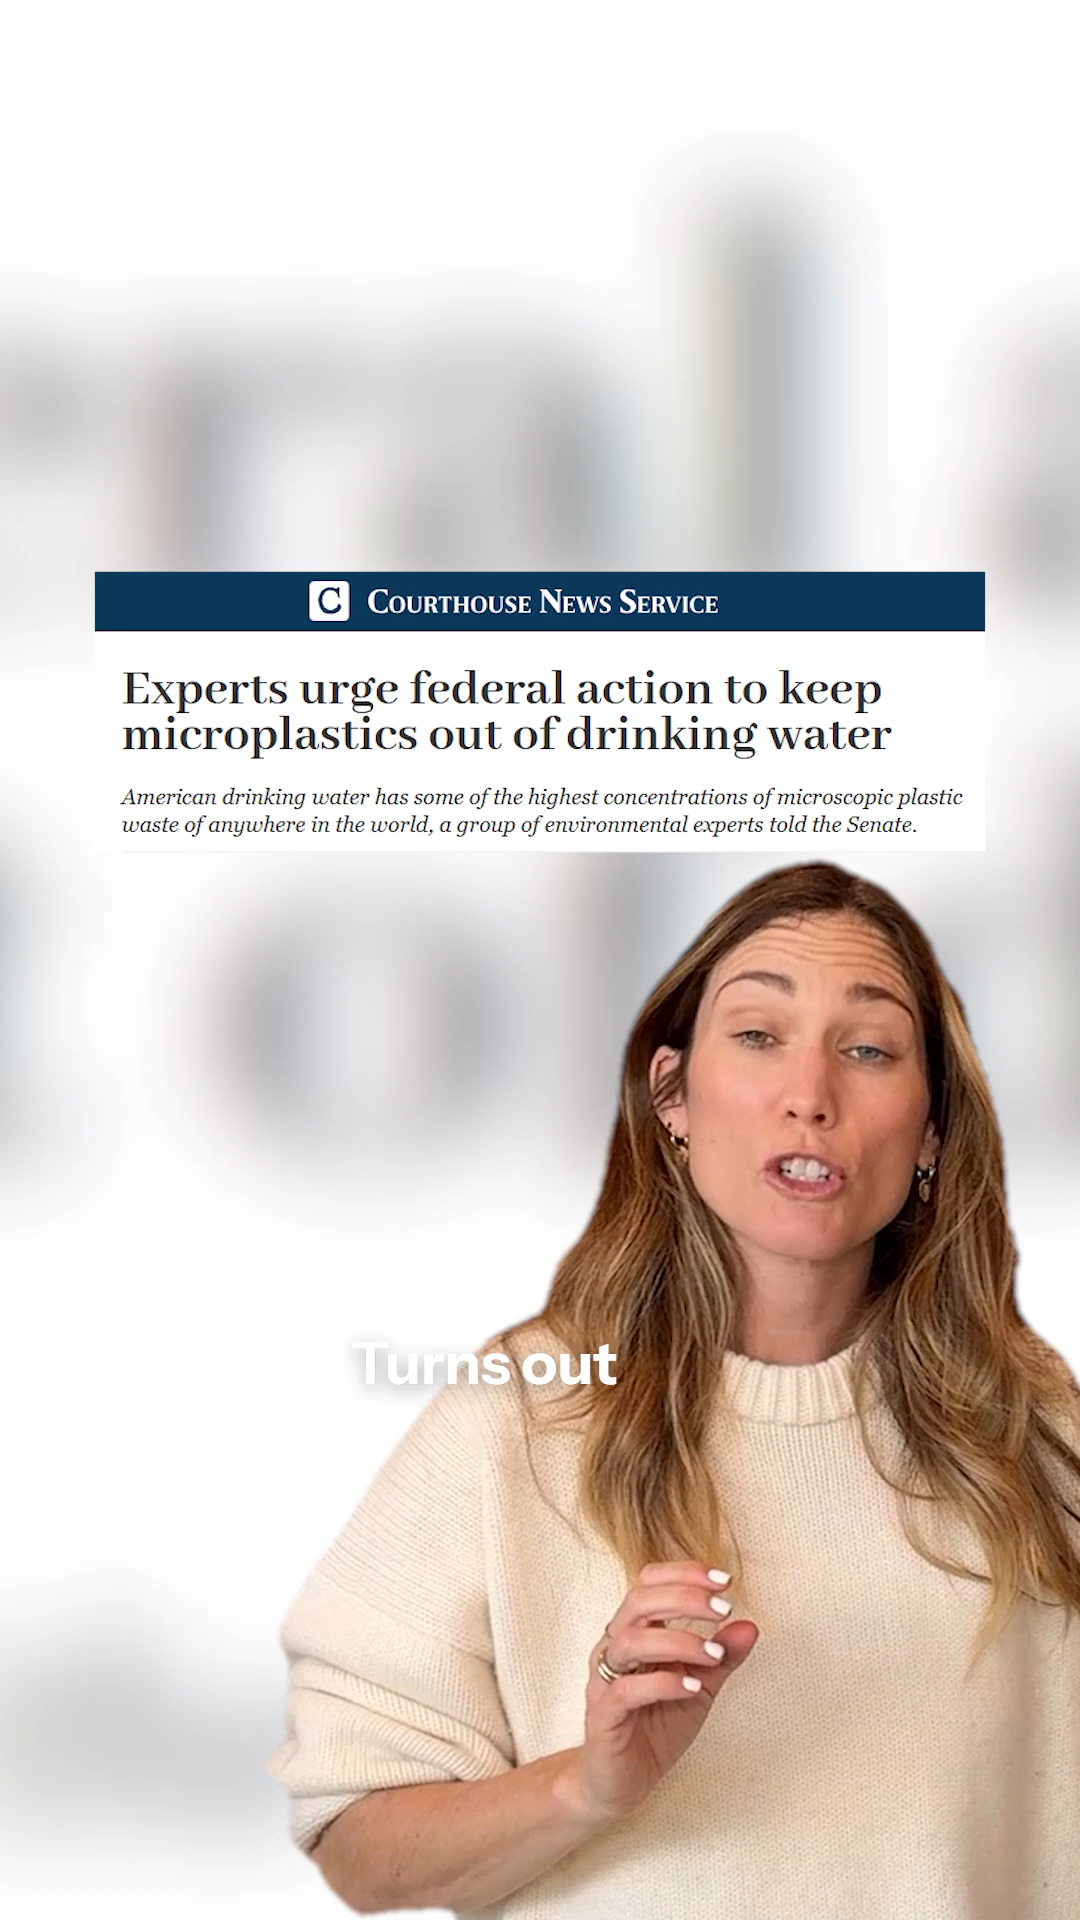 C COURTHOUSE NEWS SERVICE
Experts urge federal action to keep
microplastics out of drinking water
American drinking water has some of the highest concentrations of microscopic plastic
waste of anywhere in the world, a group of environmental experts told the Senate.
Turns out